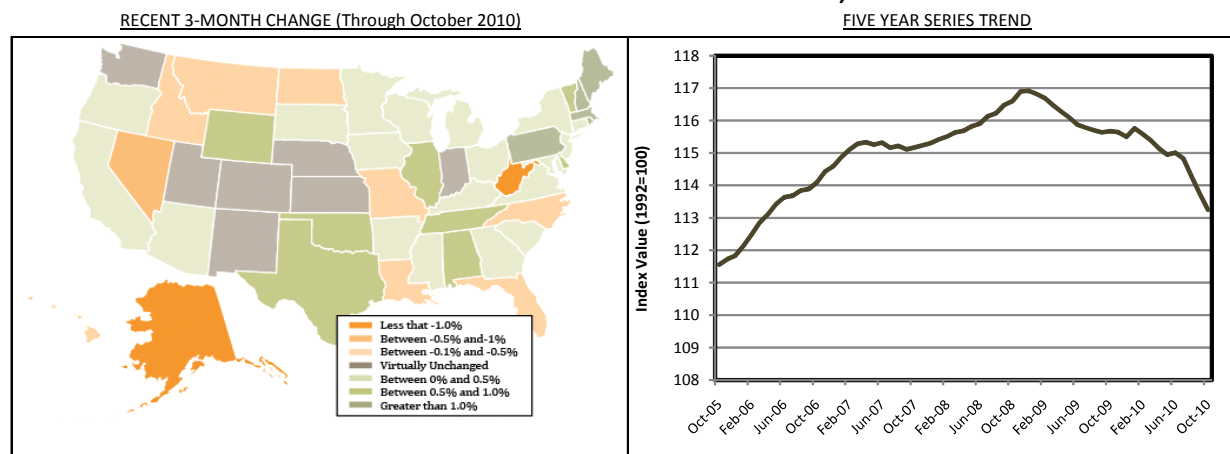 RECENT 3-MONTH CHANGE (Through October 2010)
FIVE YEAR SERIES TREND
Less that -1.0%
Between -0.5% and-1%
Between -0.1% and -0.5%
Virtually Unchanged
Between 0% and 0.5%
Between 0.5% and 1.0%
Greater than 1.0%
Index Value (1992=100)
118
117
116
115
114
113
112
111
110
109
108
Oct-05
Feb-06
Jun-06
Oct-06
Feb-07
Jun-07
Oct-07
Feb-08
Jun-08
Oct-08
Feb-09
Jun-09
Oct-09
Feb-10
Jun-10
Oct-10